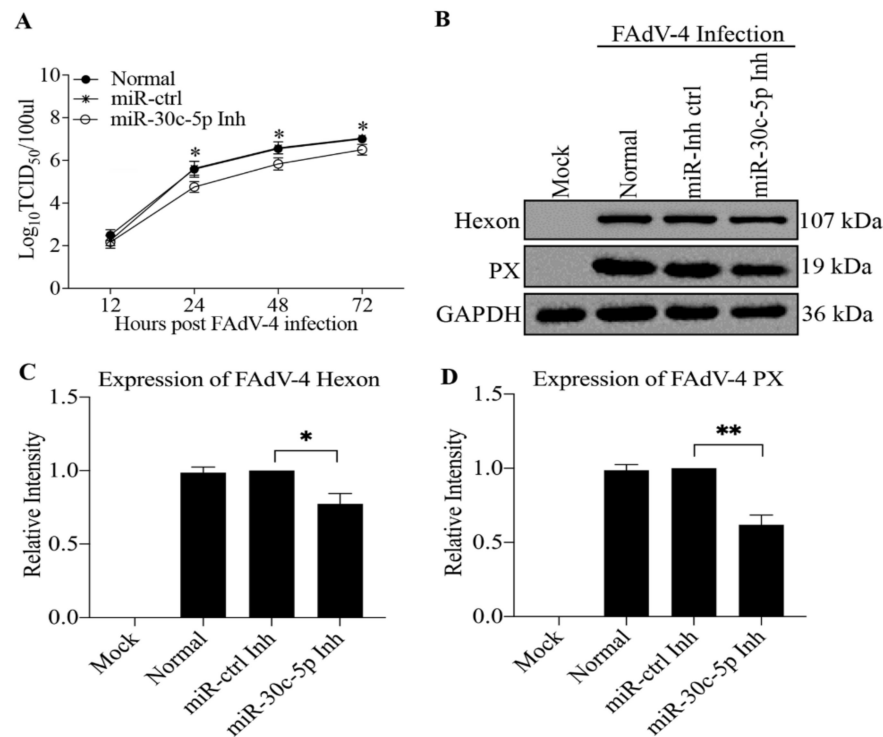 A
10
8
6
4
2
0
Log10TCID50/100ul
Normal
miR-ctrl
miR-30c-5p Inh
* * *
12 24 48 72
Hours post FAdV-4 infection
B
FAdV-4 Infection
Mock
Normal
miR-Inh ctrl
miR-30c-5p Inh
Hexon 107 kDa
PX 19 kDa
GAPDH 36 kDa
C
Expression of FAdV-4 Hexon
1.5
1.0
0.5
0.0
Relative Intensity
*
Mock
Normal
miR-ctrl Inh
miR-30c-5p Inh
D
Expression of FAdV-4 PX
1.5
1.0
0.5
0.0
Relative Intensity
**
Mock
Normal
miR-ctrl Inh
miR-30c-5p Inh